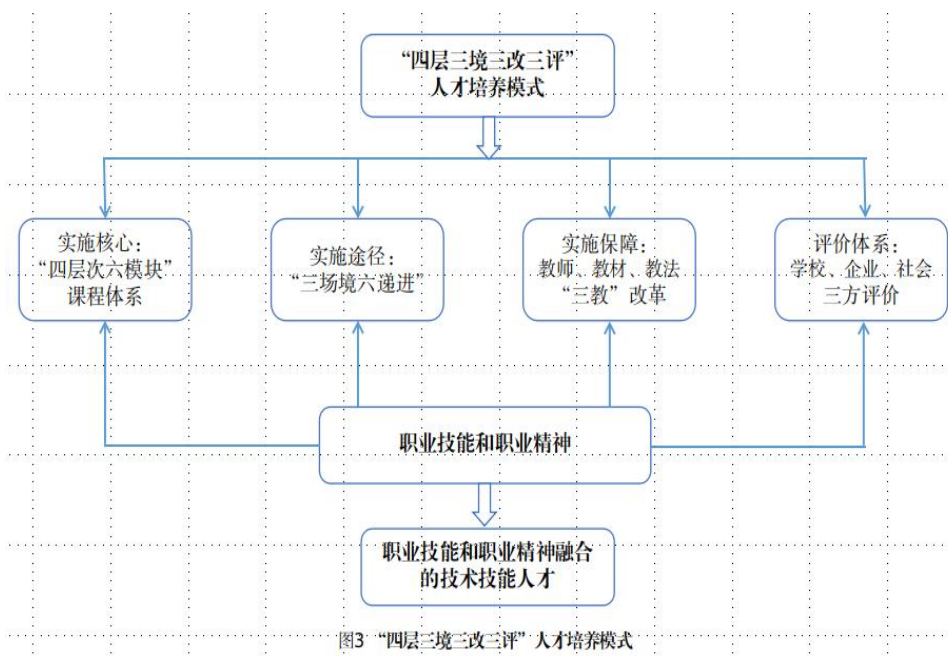 “四层三境三改三评”
人才培养模式
实施核心：
“四层次六模块”
课程体系
实施途径：
“三场境六递进”
实施保障：
教师、教材、教法
“三教”改革
评价体系：
学校、企业、社会
三方评价
职业技能和职业精神
职业技能和职业精神融合
的技术技能人才
图3 “四层三境三改三评”人才培养模式